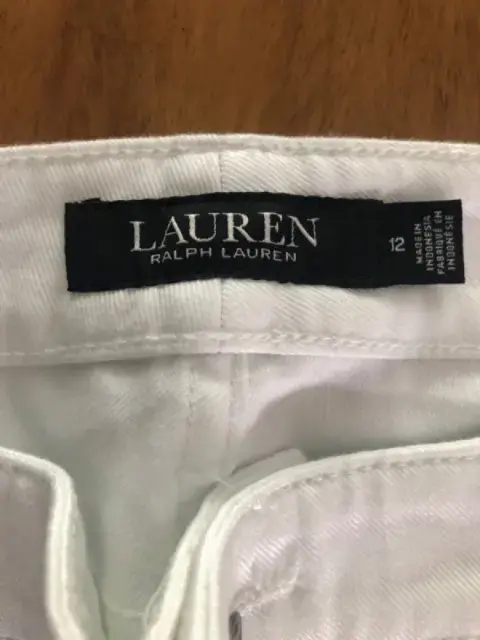 LAUREN
RALPH LAUREN
12
MADE IN
INDONESIA
FABRIQUÉ EN
INDONÉSIE